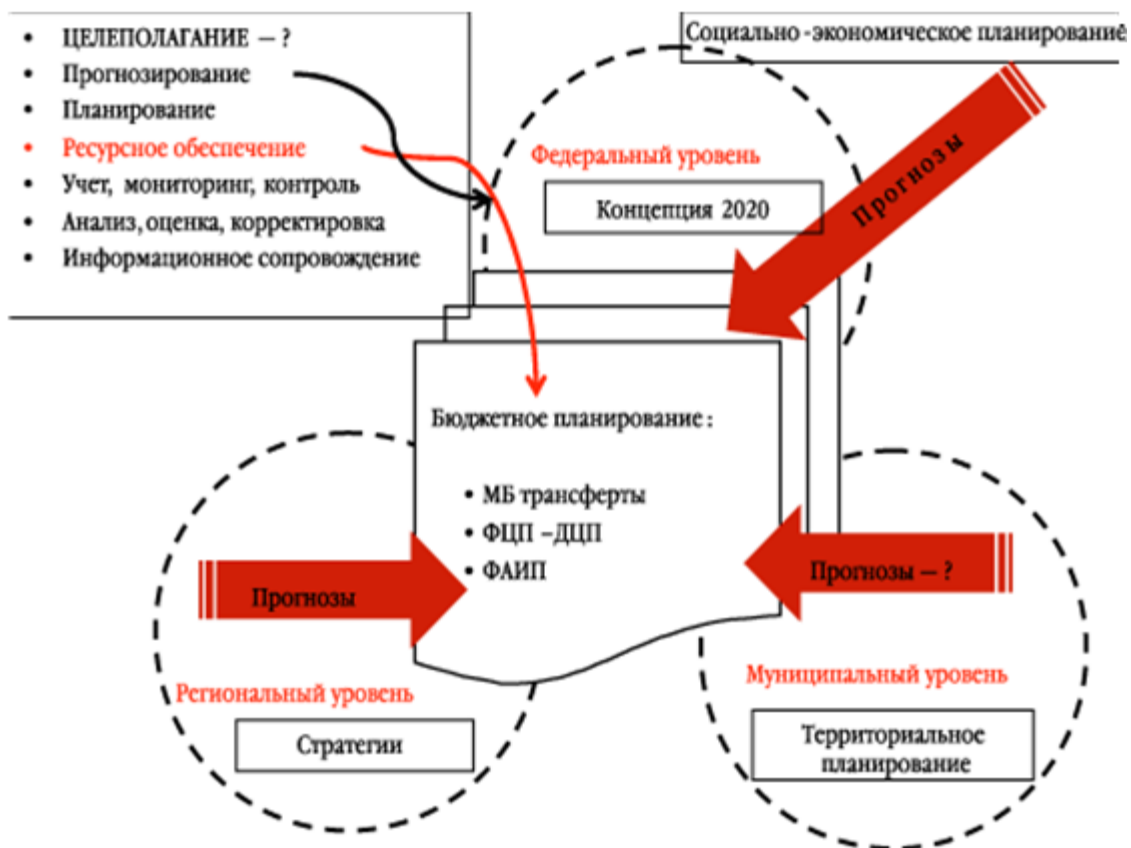 • ЦЕЛЕПОЛАГАНИЕ – ?
• Прогнозирование
• Планирование
• Ресурсное обеспечение
• Учет, мониторинг, контроль
• Анализ, оценка, корректировка
• Информационное сопровождение
Социально -экономическое планирование
Прогнозы
Федеральный уровень
Концепция 2020
Бюджетное планирование :
• МБ трансферты
• ФЦП –ДЦП
• ФАИП
Прогнозы
Региональный уровень
Стратегии
Прогнозы – ?
Муниципальный уровень
Территориальное
планирование